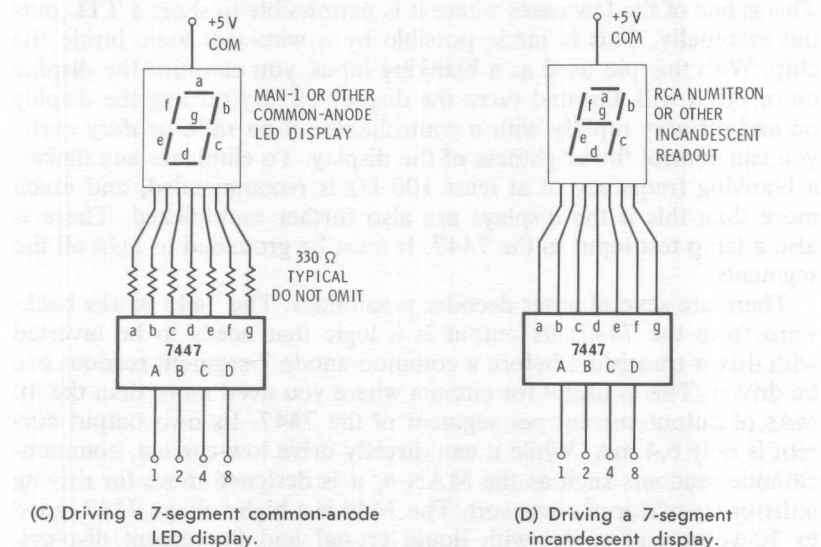 +5 V
COM
a
f
g
e
c
d
MAN-1 OR OTHER
COMMON-ANODE
LED DISPLAY
330 Ω
TYPICAL
DO NOT OMIT
a b c d e f g
7447
A B C D
1 2 4 8
(C) Driving a 7-segment common-anode
LED display.
+5 V
COM
a
g
e
c
d
RCA NUMITRON
OR OTHER
INCANDESCENT
READOUT
a b c d e f g
7447
A B C D
1 2 4 8
(D) Driving a 7-segment
incandescent display.